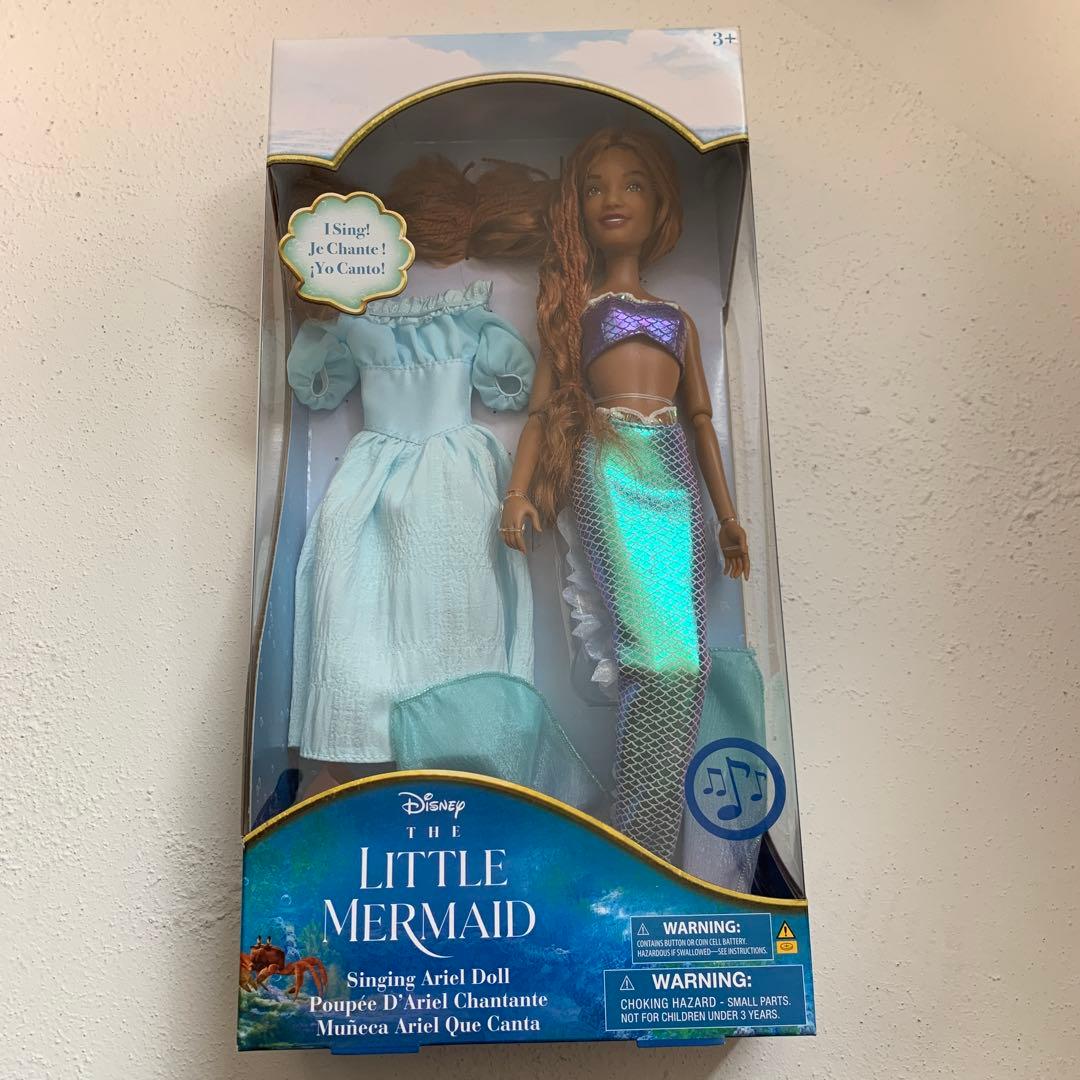 3+
I Sing!
Je Chante !
¡Yo Canto!
Disney
THE
LITTLE
MERMAID
Singing Ariel Doll
Poupée D'Ariel Chantante
Muñeca Ariel Que Canta
⚠ WARNING:
CONTAINS BUTTON OR COIN CELL BATTERY.
HAZARDOUS IF SWALLOWED—SEE INSTRUCTIONS.
⚠ WARNING:
CHOKING HAZARD - SMALL PARTS.
NOT FOR CHILDREN UNDER 3 YEARS.